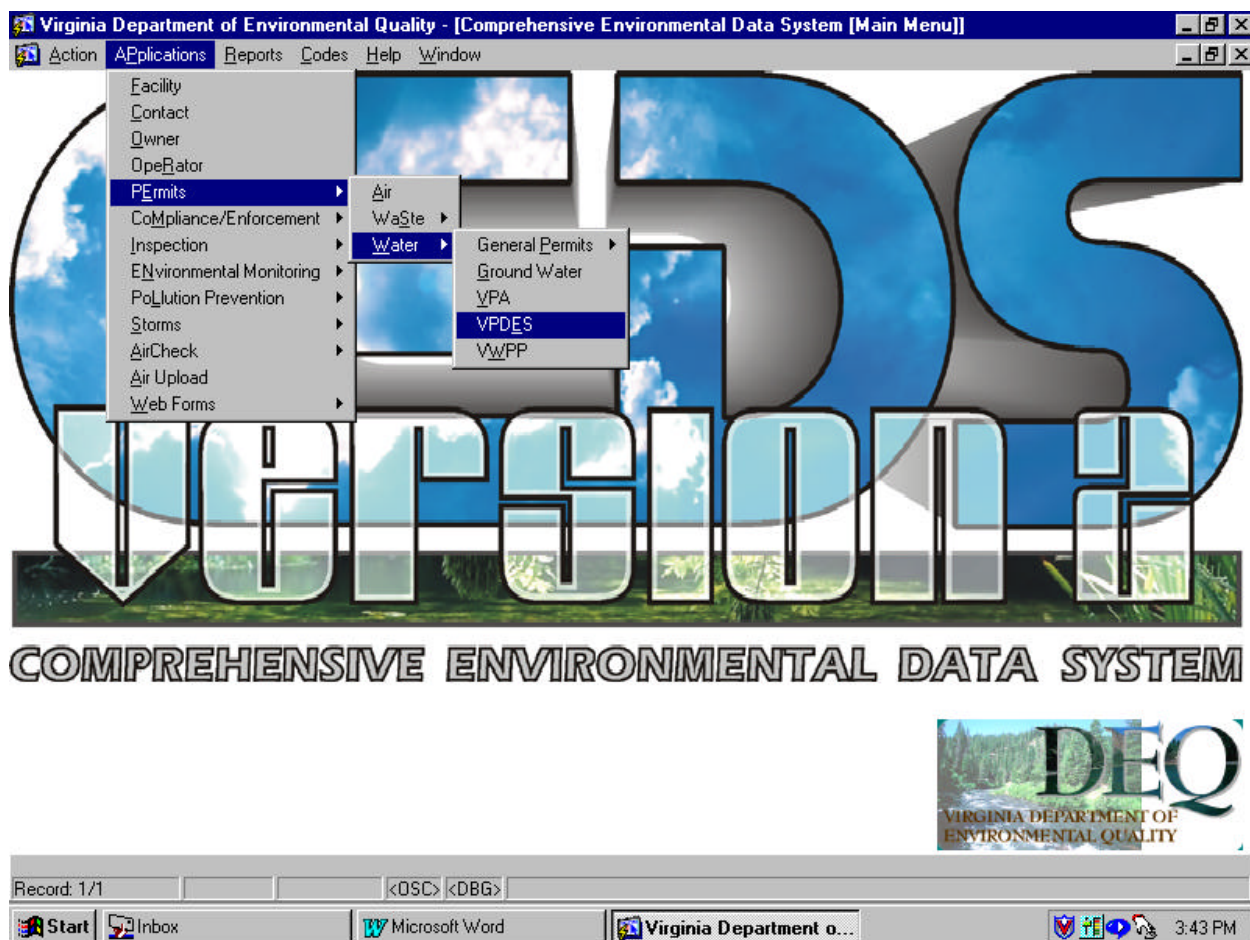 Virginia Department of Environmental Quality - [Comprehensive Environmental Data System [Main Menu]]
Action APplications Reports Codes Help Window
Facility
Contact
Owner
OpeRator
PErmits
CoMpliance/Enforcement
Inspection
ENvironmental Monitoring
PoLlution Prevention
Storms
AirCheck
Air Upload
Web Forms
Air
WaSte
Water
General Permits
Ground Water
VPA
VPDES
VWPP
CEDS
version 2
COMPREHENSIVE ENVIRONMENTAL DATA SYSTEM
DEQ
VIRGINIA DEPARTMENT OF
ENVIRONMENTAL QUALITY
Record: 1/1 <OSC> <DBG>
Start Inbox Microsoft Word Virginia Department o... 3:43 PM